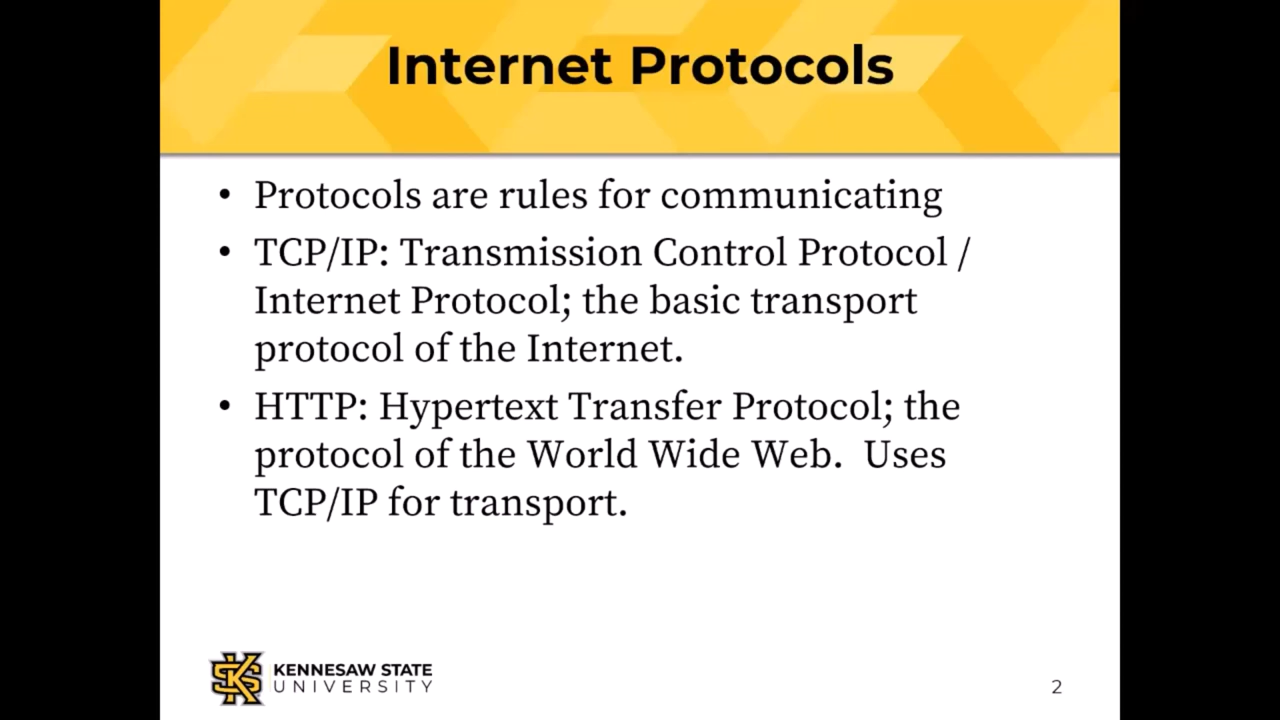 Internet Protocols
• Protocols are rules for communicating
• TCP/IP: Transmission Control Protocol /
Internet Protocol; the basic transport
protocol of the Internet.
• HTTP: Hypertext Transfer Protocol; the
protocol of the World Wide Web.  Uses
TCP/IP for transport.
KENNESAW STATE
UNIVERSITY
2